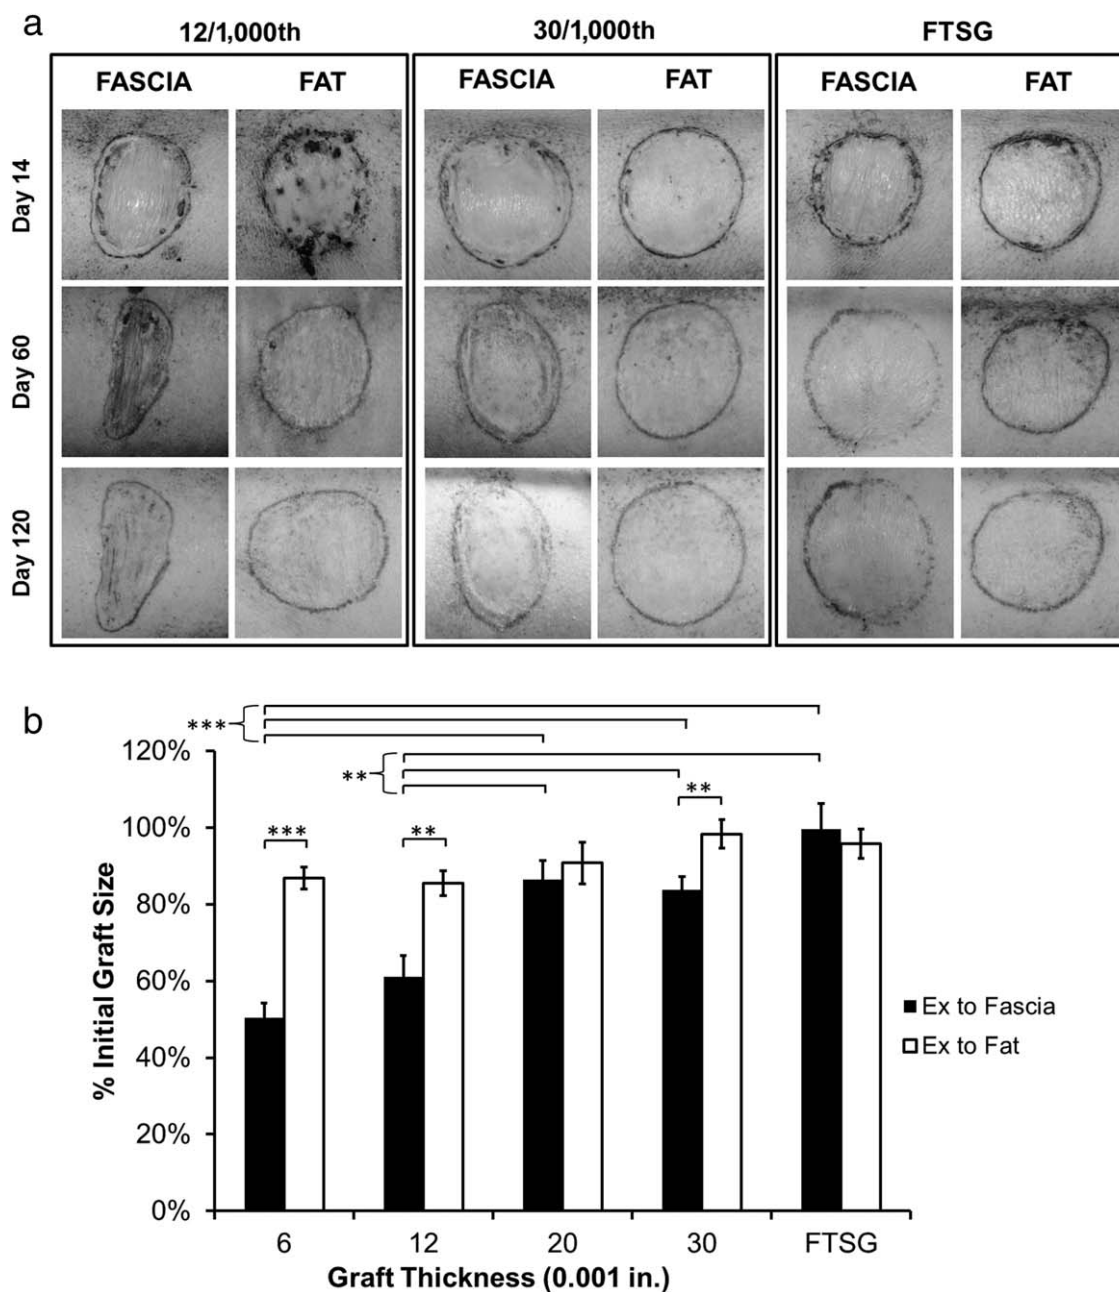 a
12/1,000th 30/1,000th FTSG
FASCIA FAT FASCIA FAT FASCIA FAT
Day 14
Day 60
Day 120
b
***
120%
**
**
100%
***
**
80%
60%
40%
20%
0%
% Initial Graft Size
Ex to Fascia
Ex to Fat
6 12 20 30 FTSG
Graft Thickness (0.001 in.)